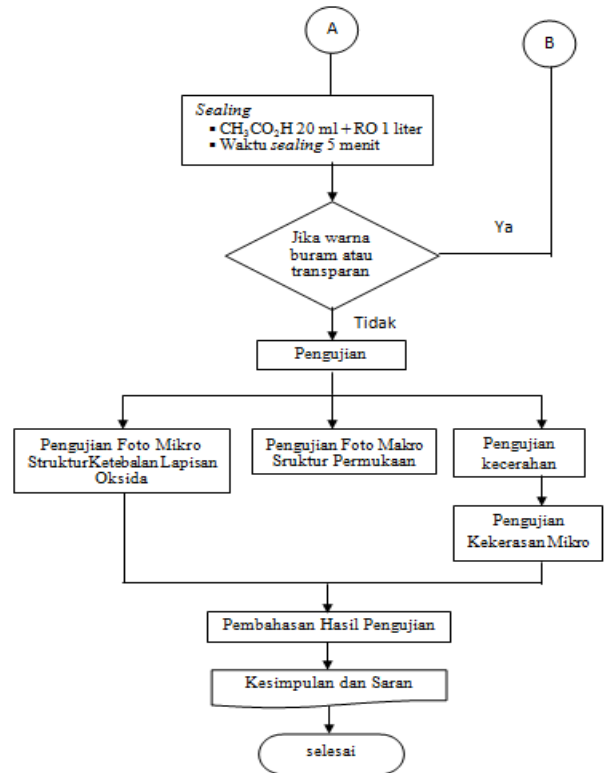 A
B
Sealing
▪ CH₃CO₂H 20 ml + RO 1 liter
▪ Waktu sealing 5 menit
Jika warna
buram atau
transparan
Ya
Tidak
Pengujian
Pengujian Foto Mikro
StrukturKetebalan Lapisan
Oksida
Pengujian Foto Makro
Sruktur Permukaan
Pengujian
kecerahan
Pengujian
Kekerasan Mikro
Pembahasan Hasil Pengujian
Kesimpulan dan Saran
selesai